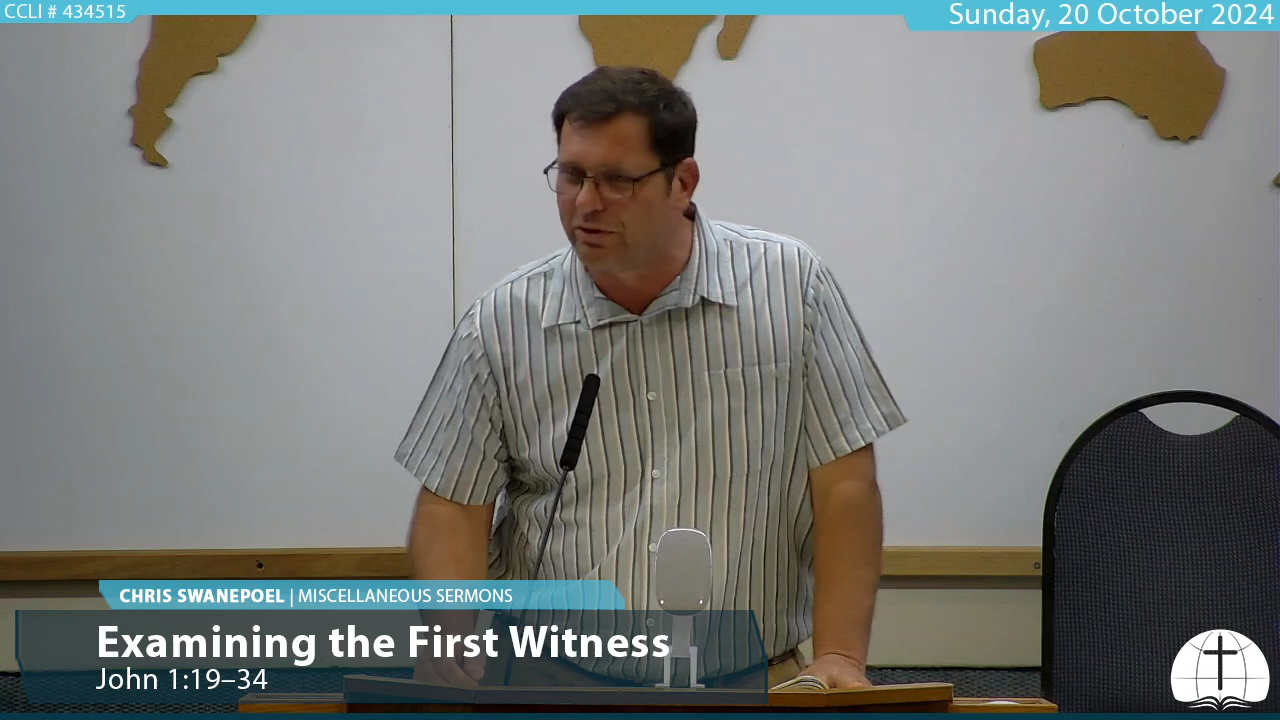 CCLI # 434515
Sunday, 20 October 2024
CHRIS SWANEPOEL | MISCELLANEOUS SERMONS
Examining the First Witness
John 1:19–34